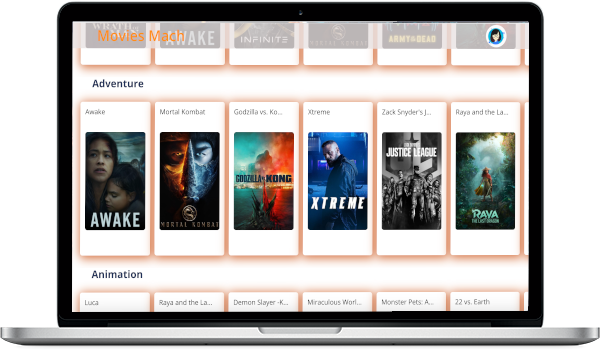 Movies Mach
AWAKE
INFINITE
ARMY OF THE DEAD
Adventure
Awake
Mortal Kombat
Godzilla vs. Ko...
Xtreme
Zack Snyder's J...
Raya and the La...
AWAKE
MORTAL KOMBAT
GODZILLA VS. KONG
XTREME
JUSTICE LEAGUE
RAYA
THE LAST DRAGON
Animation
Luca
Raya and the La...
Demon Slayer -K...
Miraculous Worl...
Monster Pets: A...
22 vs. Earth